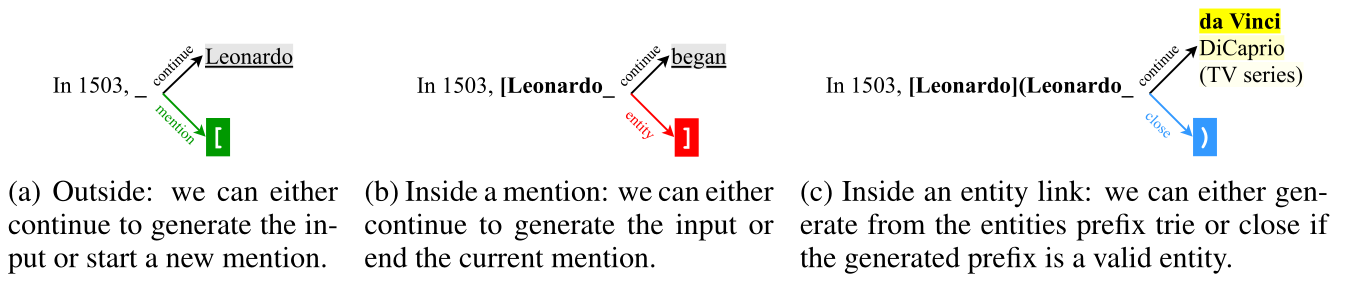 In 1503, _
continue
Leonardo
mention
[
(a) Outside: we can either
continue to generate the in-
put or start a new mention.
In 1503, [Leonardo_
continue
began
entity
]
(b) Inside a mention: we can either
continue to generate the input or
end the current mention.
In 1503, [Leonardo](Leonardo_
continue
da Vinci
DiCaprio
(TV series)
close
)
(c) Inside an entity link: we can either gen-
erate from the entities prefix trie or close if
the generated prefix is a valid entity.